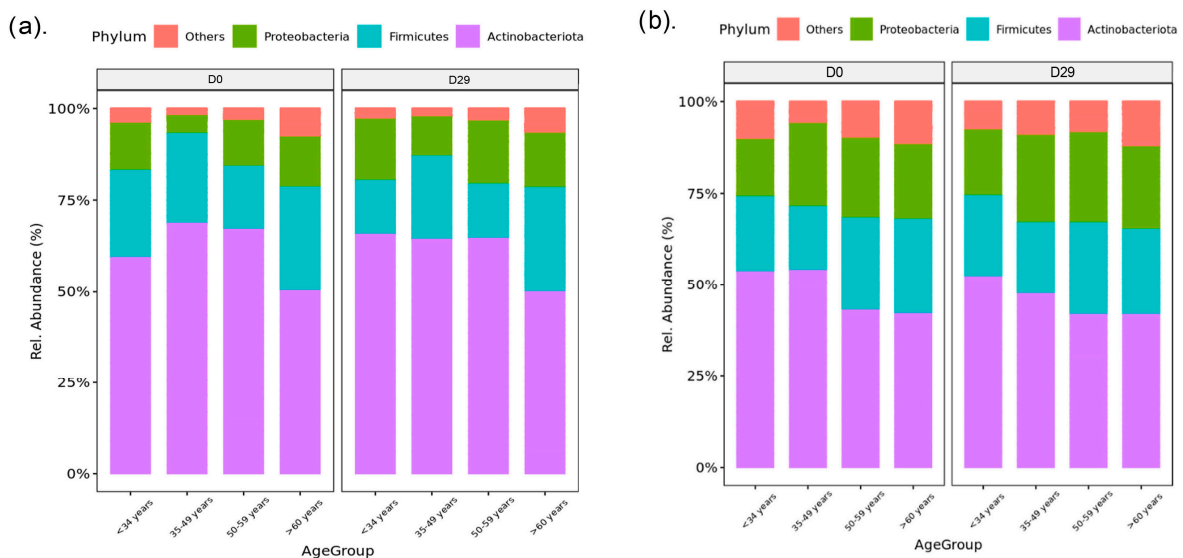 (a).
Phylum Others Proteobacteria Firmicutes Actinobacteriota
D0 D29
Rel. Abundance (%)
100%
75%
50%
25%
0%
<34 years 35-49 years 50-59 years >60 years <34 years 35-49 years 50-59 years >60 years
AgeGroup
(b).
Phylum Others Proteobacteria Firmicutes Actinobacteriota
D0 D29
Rel. Abundance (%)
100%
75%
50%
25%
0%
<34 years 35-49 years 50-59 years >60 years <34 years 35-49 years 50-59 years >60 years
AgeGroup